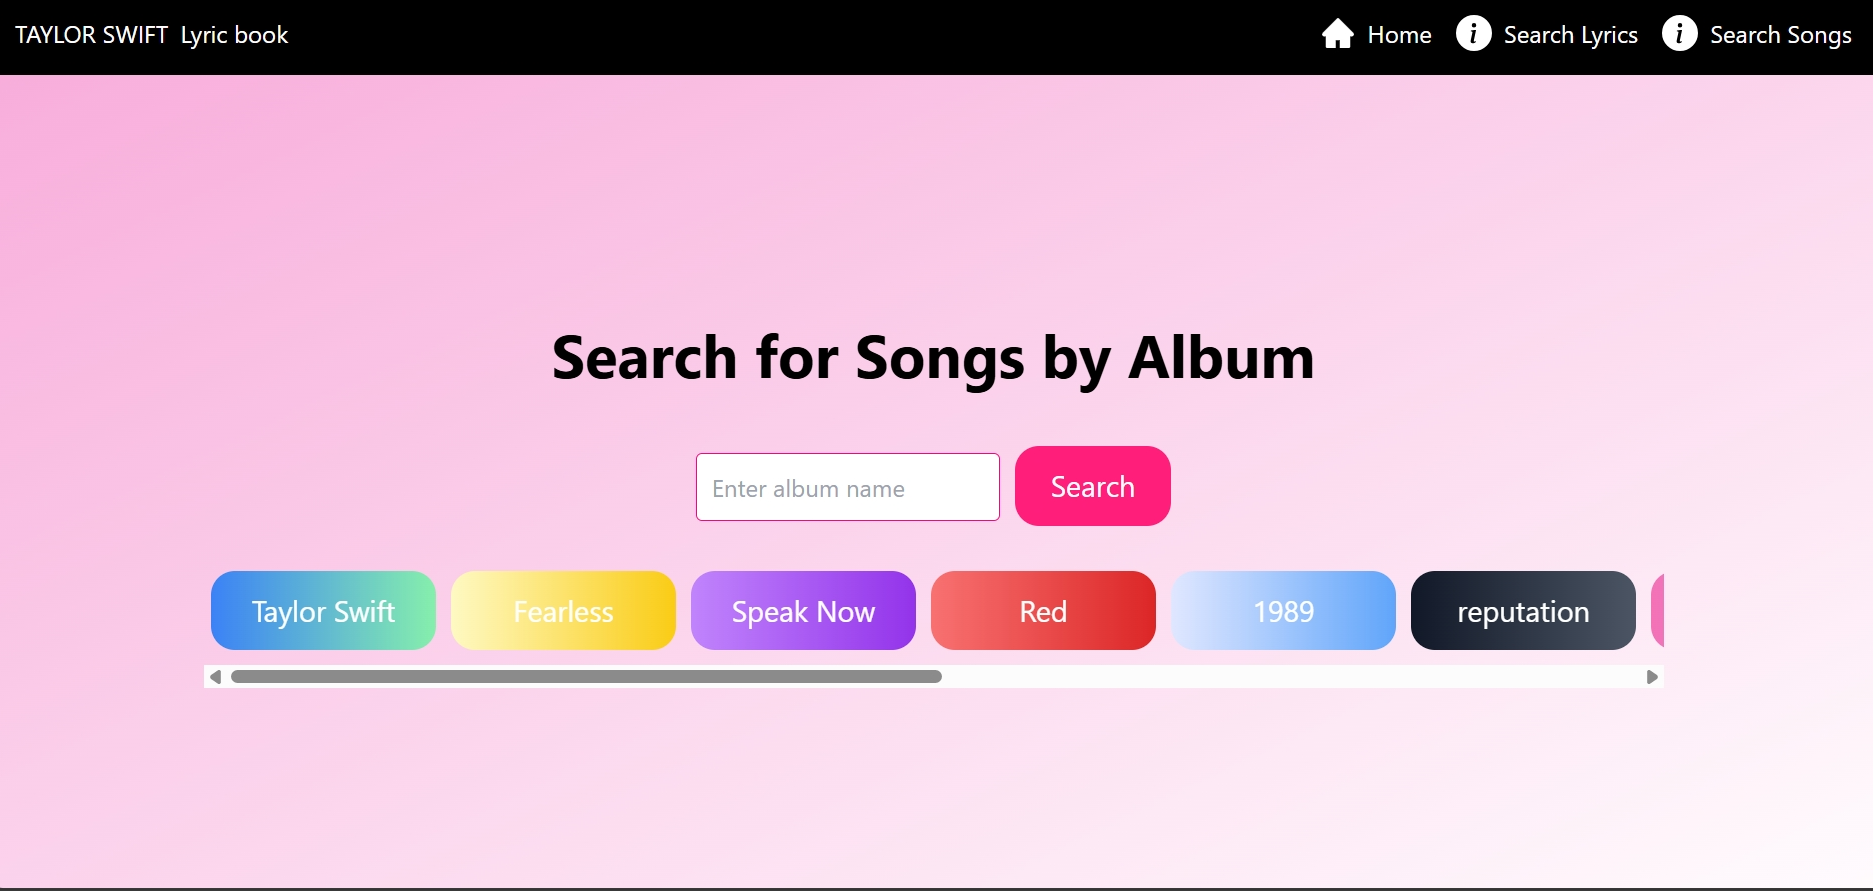 TAYLOR SWIFT Lyric book Home Search Lyrics Search Songs
Search for Songs by Album
Enter album name Search
Taylor Swift Fearless Speak Now Red 1989 reputation